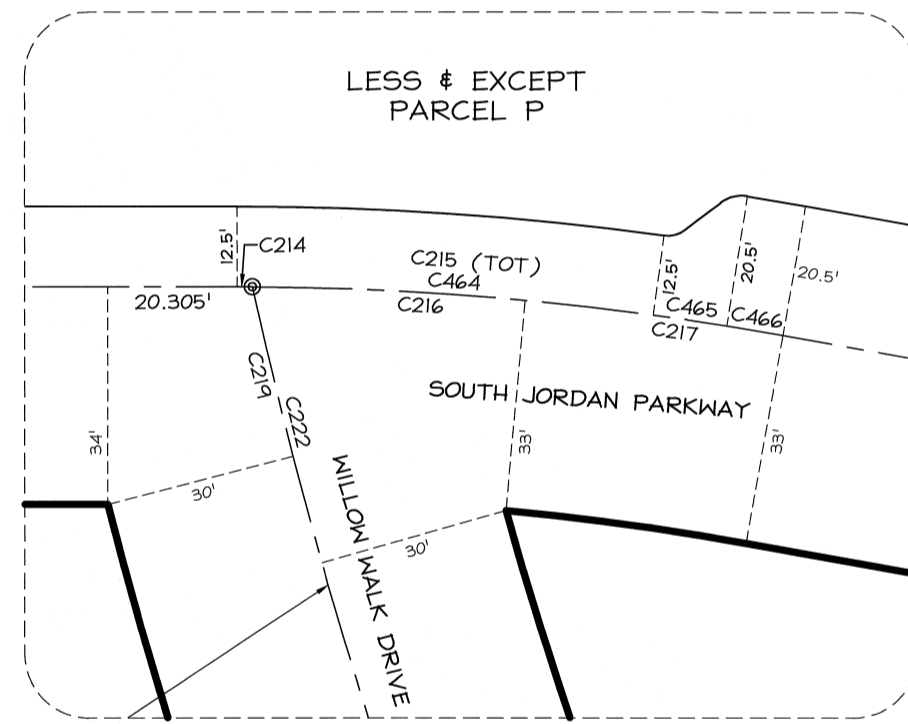 LESS & EXCEPT
PARCEL P
12.5'
C214
C215 (TOT)
C464
C216
12.5'
20.5'
20.5'
C465
C466
C217
20.305'
C219
C222
SOUTH JORDAN PARKWAY
34'
33'
33'
30'
30'
WILLOW WALK DRIVE